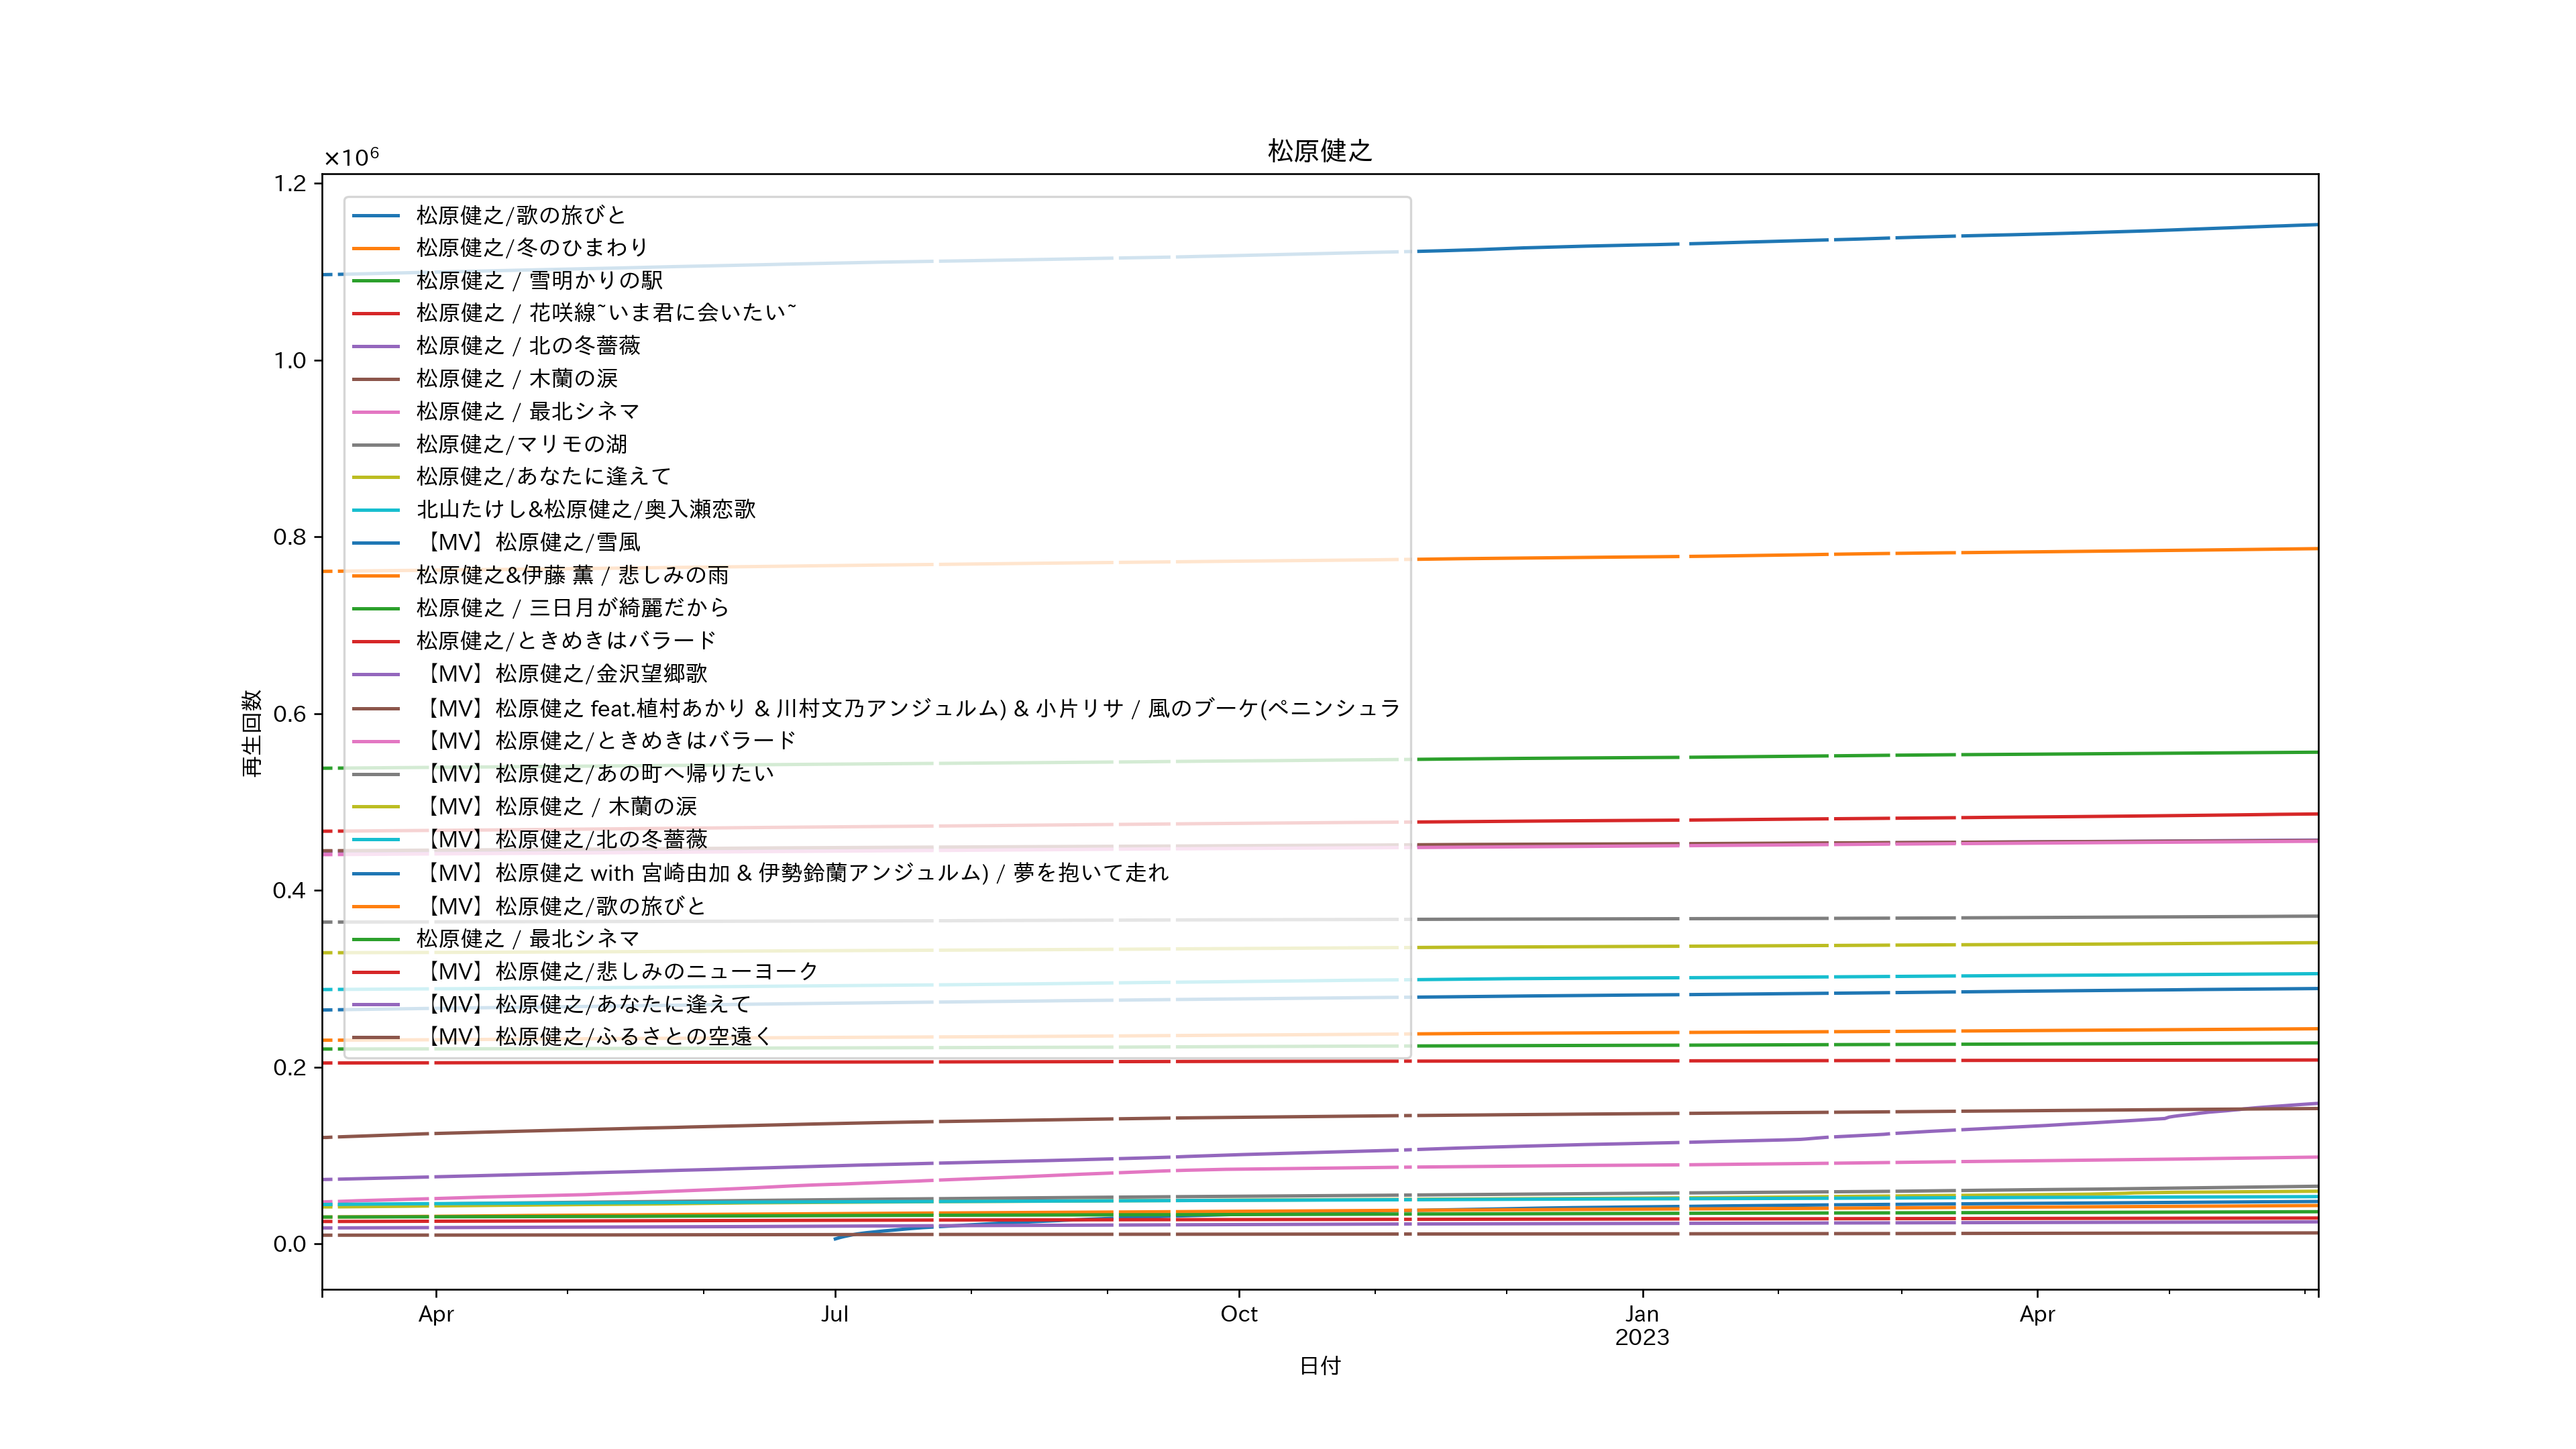 松原健之
×10⁶
1.2
1.0
0.8
0.6
0.4
0.2
0.0
再生回数
松原健之/歌の旅びと
松原健之/冬のひまわり
松原健之 / 雪明かりの駅
松原健之 / 花咲線~いま君に会いたい~
松原健之 / 北の冬薔薇
松原健之 / 木蘭の涙
松原健之 / 最北シネマ
松原健之/マリモの湖
松原健之/あなたに逢えて
北山たけし&松原健之/奥入瀬恋歌
【MV】松原健之/雪風
松原健之&伊藤 薫 / 悲しみの雨
松原健之 / 三日月が綺麗だから
松原健之/ときめきはバラード
【MV】松原健之/金沢望郷歌
【MV】松原健之 feat.植村あかり & 川村文乃アンジュルム) & 小片リサ / 風のブーケ(ペニンシュラ
【MV】松原健之/ときめきはバラード
【MV】松原健之/あの町へ帰りたい
【MV】松原健之 / 木蘭の涙
【MV】松原健之/北の冬薔薇
【MV】松原健之 with 宮崎由加 & 伊勢鈴蘭アンジュルム) / 夢を抱いて走れ
【MV】松原健之/歌の旅びと
松原健之 / 最北シネマ
【MV】松原健之/悲しみのニューヨーク
【MV】松原健之/あなたに逢えて
【MV】松原健之/ふるさとの空遠く
Apr Jul Oct Jan Apr
2023
日付